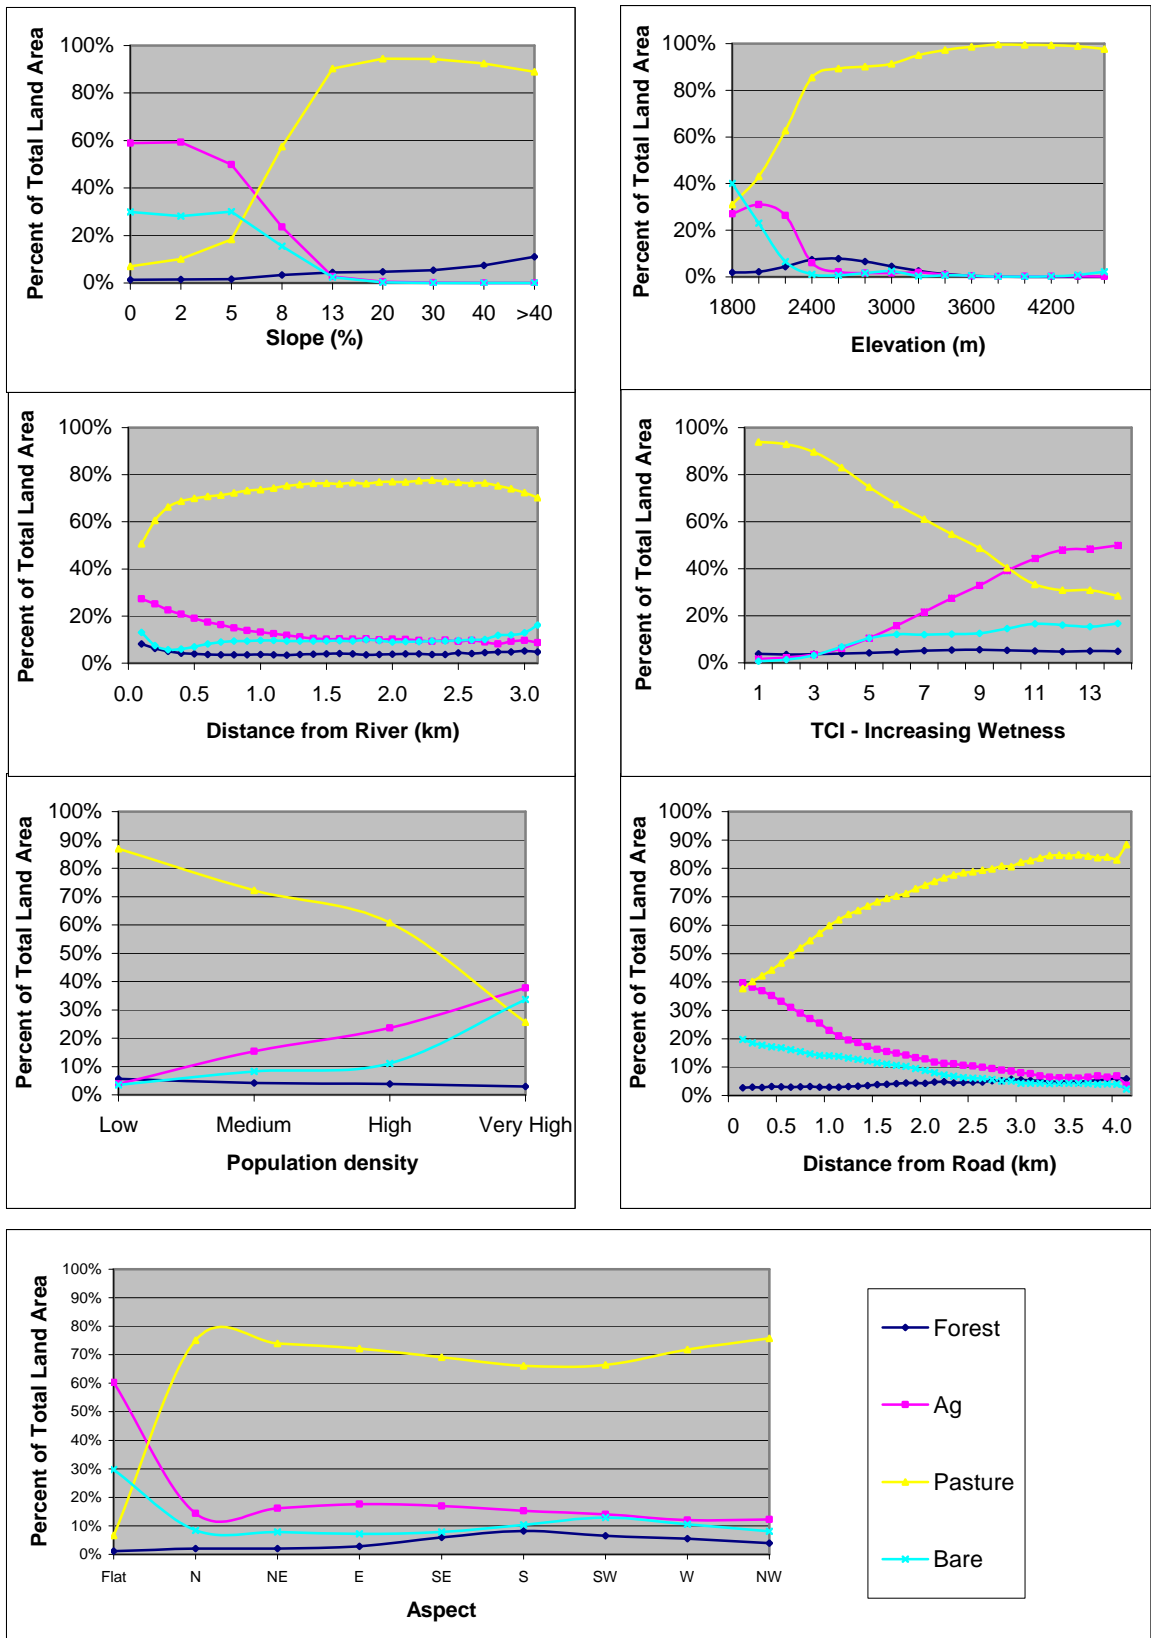 Percent of Total Land Area
100%
80%
60%
40%
20%
0%
0 2 5 8 13 20 30 40 >40
Slope (%)
Percent of Total Land Area
100%
80%
60%
40%
20%
0%
1800 2400 3000 3600 4200
Elevation (m)
Percent of Total Land Area
100%
80%
60%
40%
20%
0%
0.0 0.5 1.0 1.5 2.0 2.5 3.0
Distance from River (km)
Percent of Total Land Area
100%
80%
60%
40%
20%
0%
1 3 5 7 9 11 13
TCI - Increasing Wetness
Percent of Total Land Area
100%
90%
80%
70%
60%
50%
40%
30%
20%
10%
0%
Low Medium High Very High
Population density
Percent of Total Land Area
100%
90%
80%
70%
60%
50%
40%
30%
20%
10%
0%
0 0.5 1.0 1.5 2.0 2.5 3.0 3.5 4.0
Distance from Road (km)
Percent of Total Land Area
100%
90%
80%
70%
60%
50%
40%
30%
20%
10%
0%
Flat N NE E SE S SW W NW
Aspect
Forest
Ag
Pasture
Bare